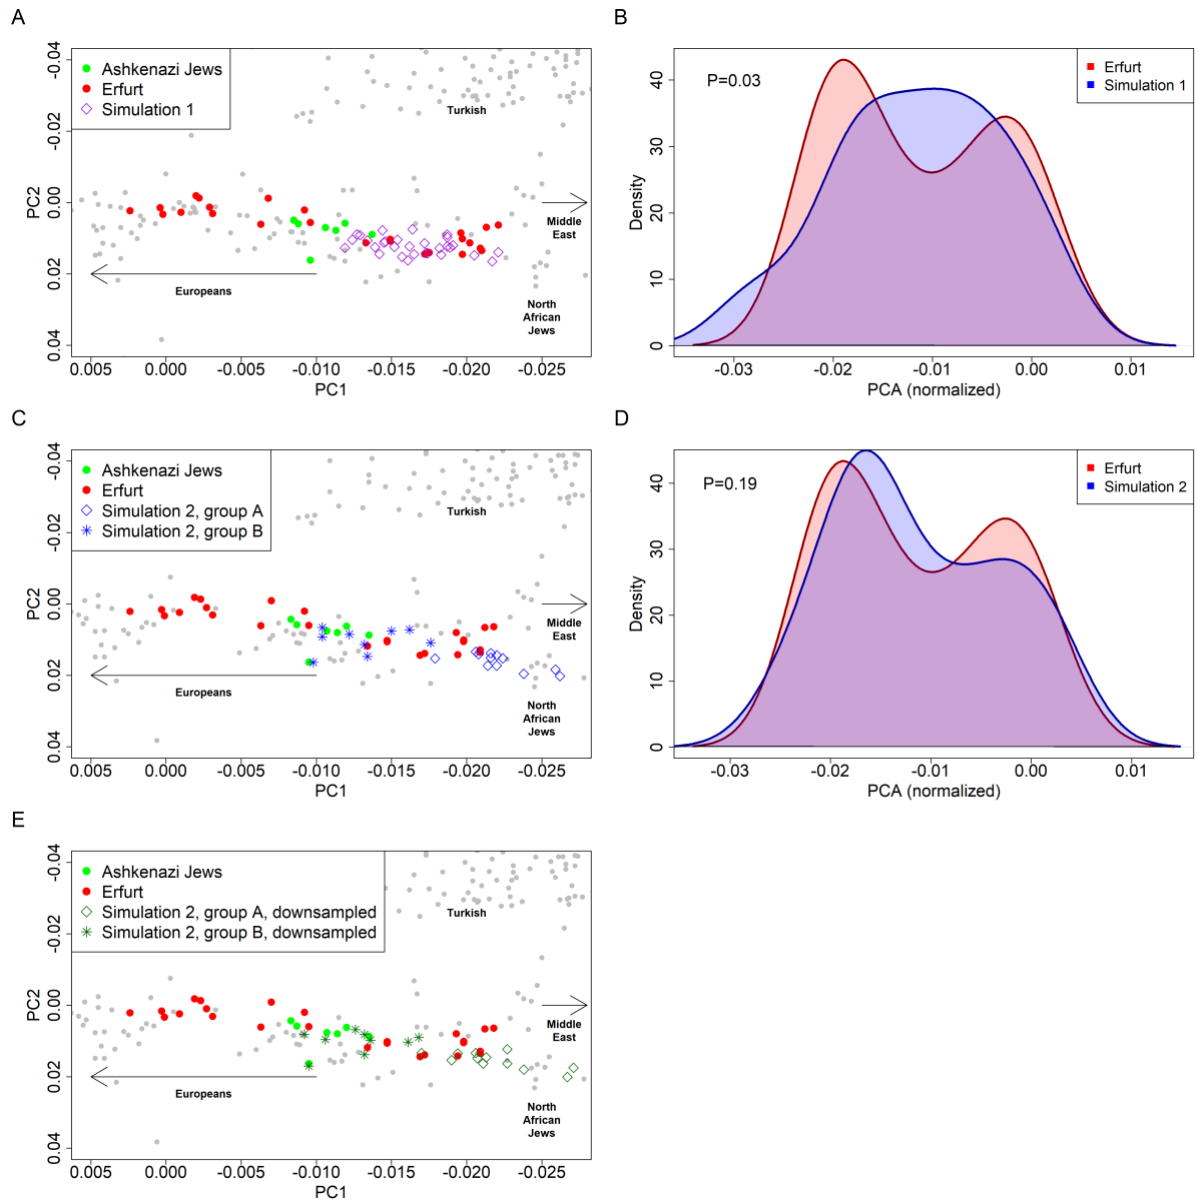 A
-0.04
-0.02
0.00
0.02
0.04
PC2
Ashkenazi Jews
Erfurt
Simulation 1
Turkish
Middle
East
Europeans
North
African
Jews
0.005
0.000
-0.005
-0.010
-0.015
-0.020
-0.025
PC1
B
P=0.03
Erfurt
Simulation 1
40
30
20
10
0
Density
-0.03
-0.02
-0.01
0.00
0.01
PCA (normalized)
C
-0.04
-0.02
0.00
0.02
0.04
PC2
Ashkenazi Jews
Erfurt
Simulation 2, group A
Simulation 2, group B
Turkish
Middle
East
Europeans
North
African
Jews
0.005
0.000
-0.005
-0.010
-0.015
-0.020
-0.025
PC1
D
P=0.19
Erfurt
Simulation 2
40
30
20
10
0
Density
-0.03
-0.02
-0.01
0.00
0.01
PCA (normalized)
E
-0.04
-0.02
0.00
0.02
0.04
PC2
Ashkenazi Jews
Erfurt
Simulation 2, group A, downsampled
Simulation 2, group B, downsampled
Turkish
Middle
East
Europeans
North
African
Jews
0.005
0.000
-0.005
-0.010
-0.015
-0.020
-0.025
PC1